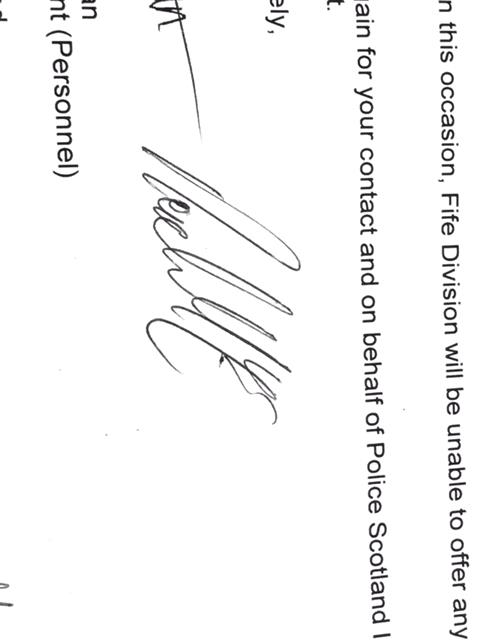 n this occasion, Fife Division will be unable to offer any
ain for your contact and on behalf of Police Scotland I
t.
ely,
an
nt (Personnel)